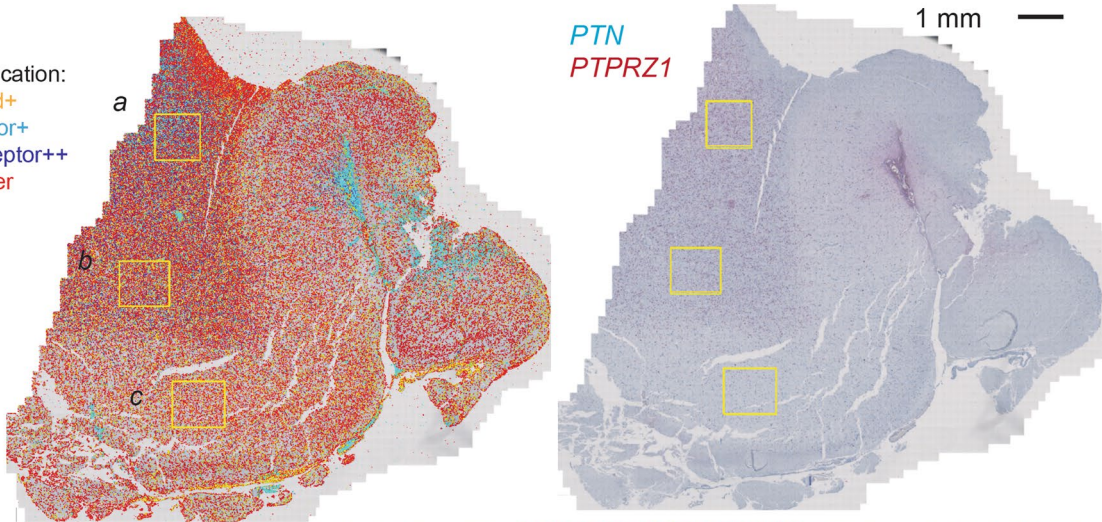 cation:
d+
or+
eptor++
er
a
b
c
PTN
PTPRZ1
1 mm